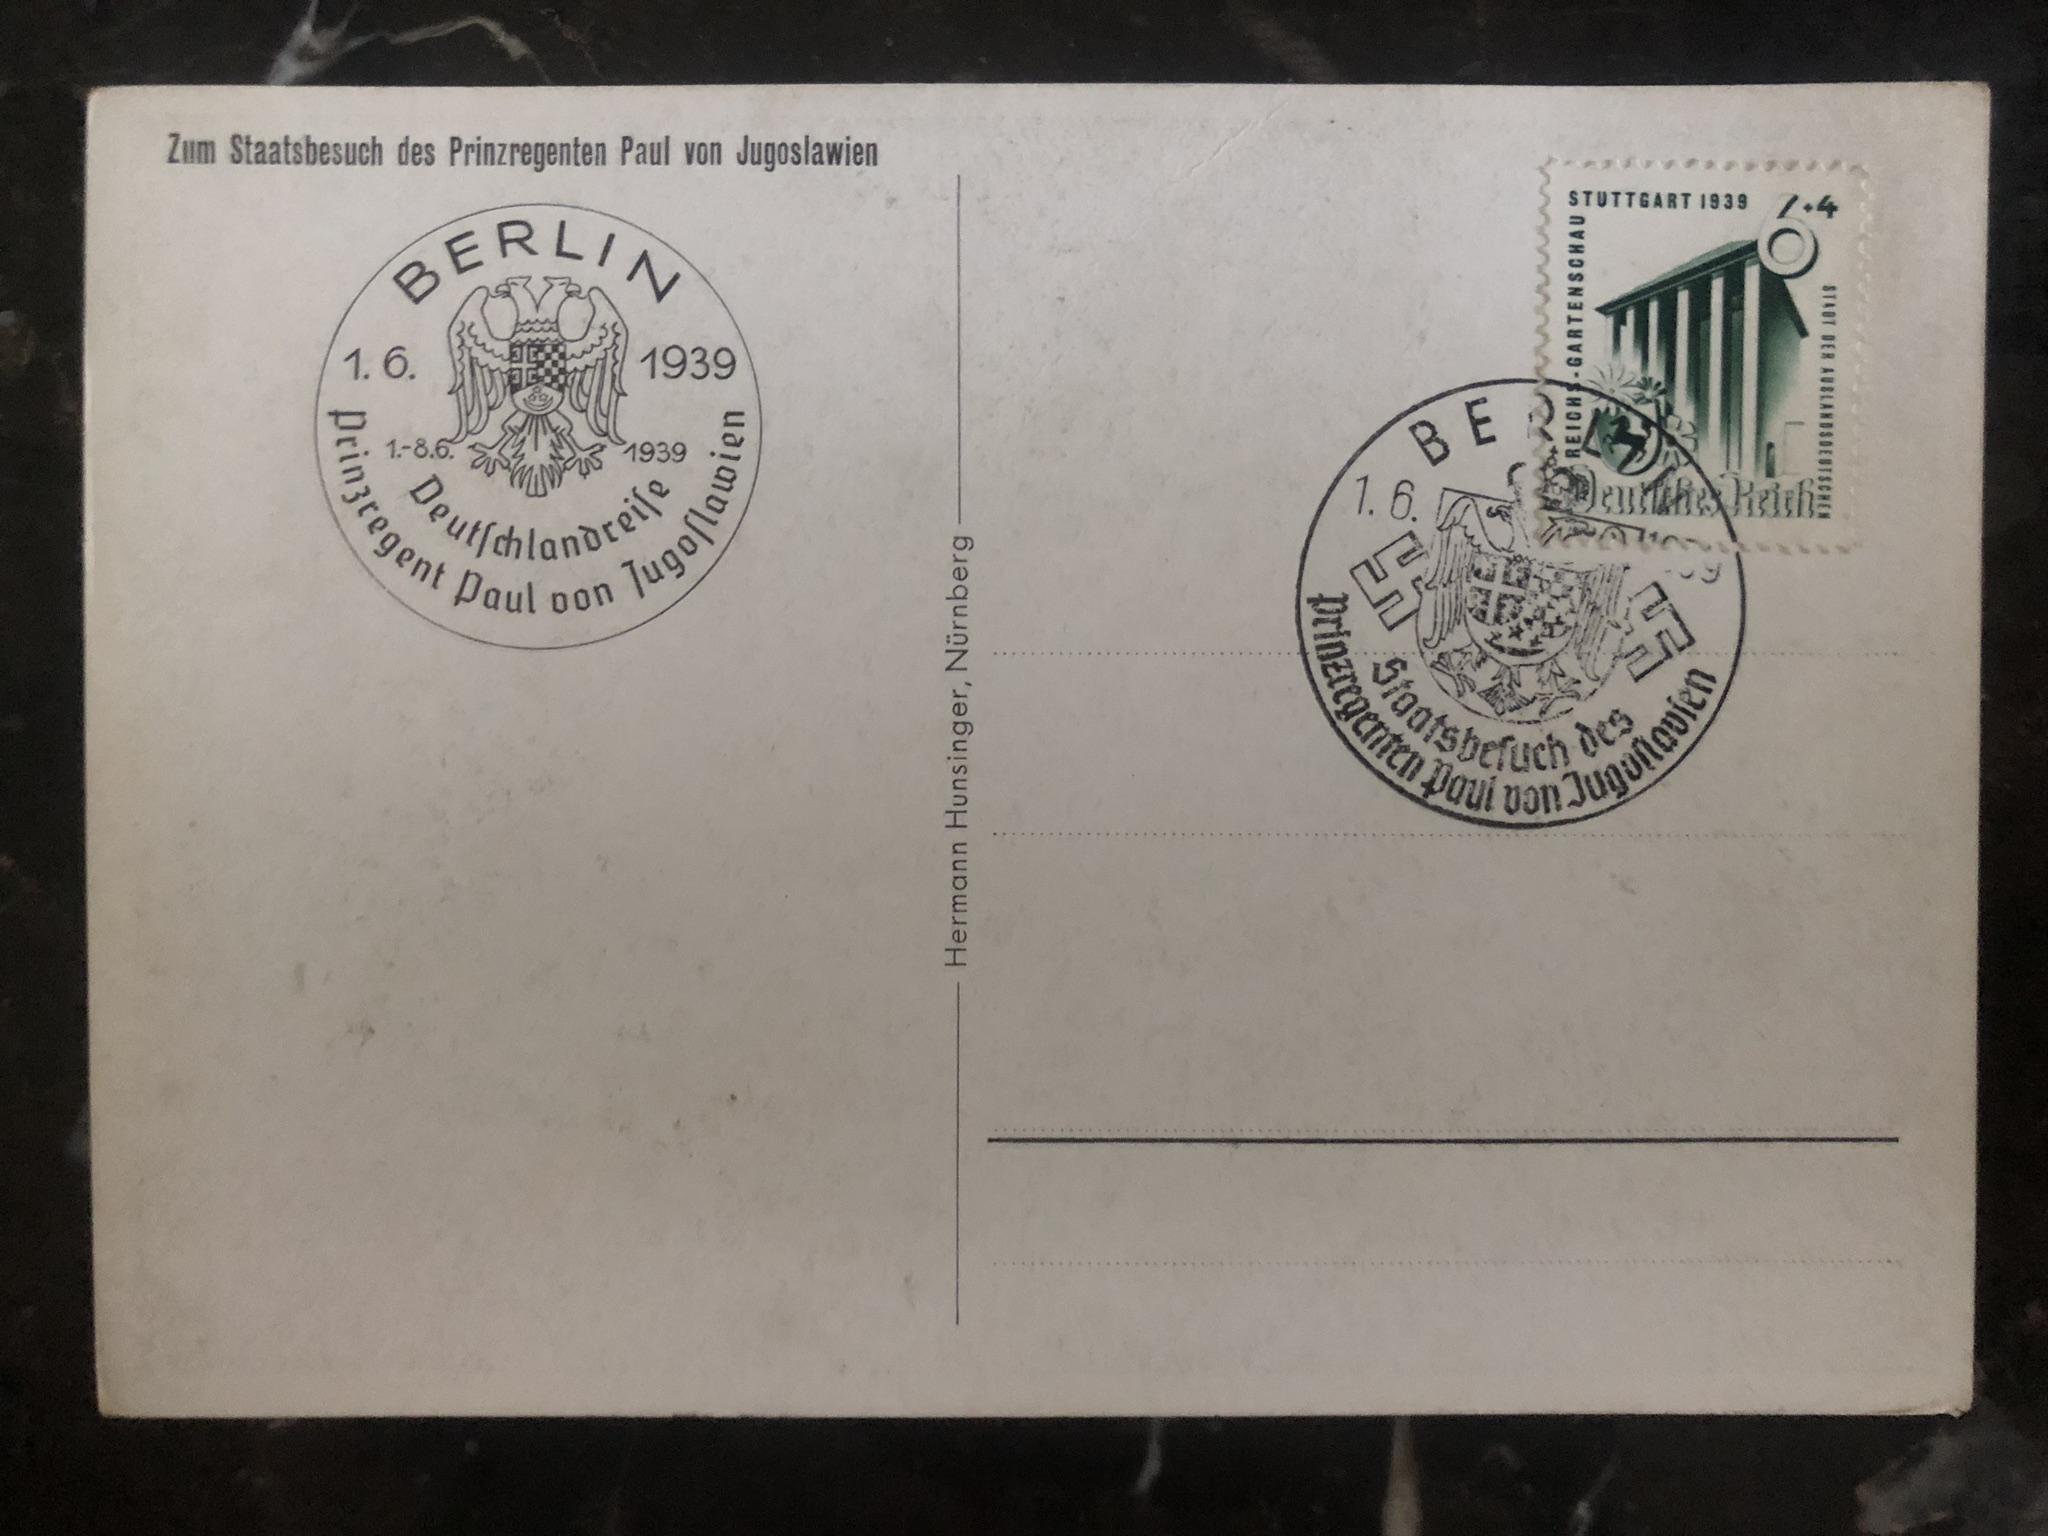 Zum Staatsbesuch des Prinzregenten Paul von Jugoslawien
BERLIN
1.6. 1939
1.-8.6. 1939
Deutſchlandreiſe
Prinzregent Paul von Jugoſlawien
Hermann Hunsinger, Nürnberg
STUTTGART 1939
6+4
REICHS-GARTENSCHAU
STADT DER AUSLANDSDEUTSCHEN
Deutſches Reich
BERLIN
1.6.
Staatsbeſuch des
Prinzregenten Paul von Jugoſlawien